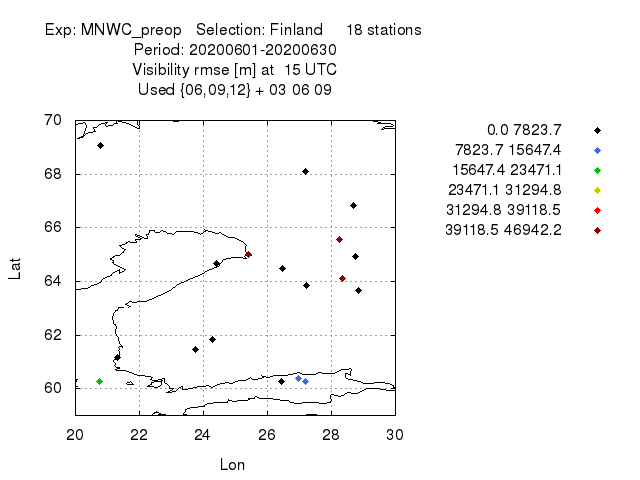 Exp: MNWC_preop Selection: Finland 18 stations
Period: 20200601-20200630
Visibility rmse [m] at 15 UTC
Used {06,09,12} + 03 06 09
0.0 7823.7
7823.7 15647.4
15647.4 23471.1
23471.1 31294.8
31294.8 39118.5
39118.5 46942.2
70
68
66
64
62
60
Lat
20 22 24 26 28 30
Lon